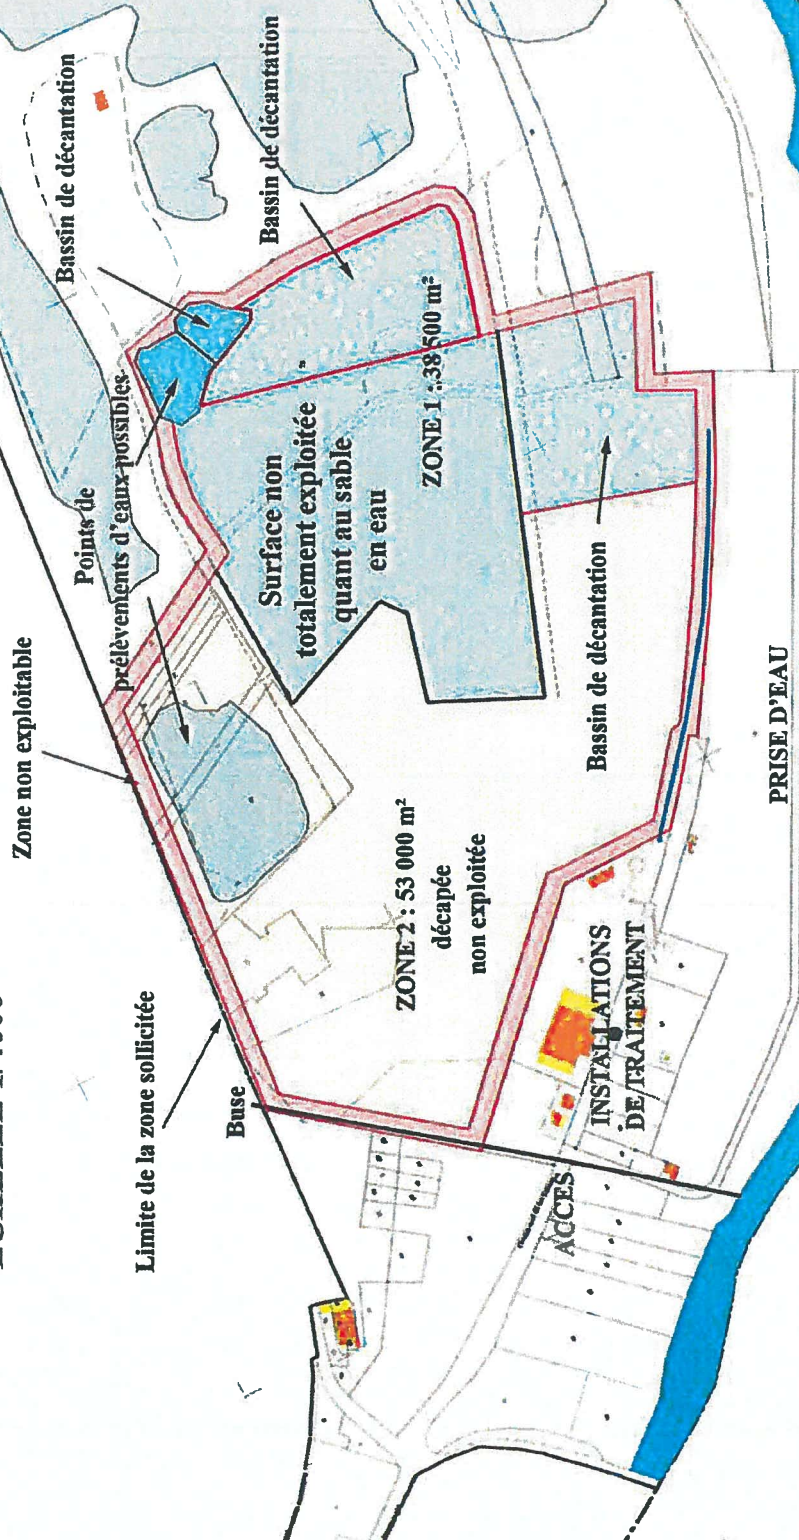 Zone non exploitable
Limite de la zone sollicitée
Buse
Points de
prélèvements d'eaux possibles
Bassin de décantation
Bassin de décantation
Surface non
totalement exploitée
quant au sable
en eau
ZONE 1 : 38 500 m²
ZONE 2 : 53 000 m²
décapée
non exploitée
Bassin de décantation
INSTALLATIONS
DE TRAITEMENT
ACCES
PRISE D'EAU